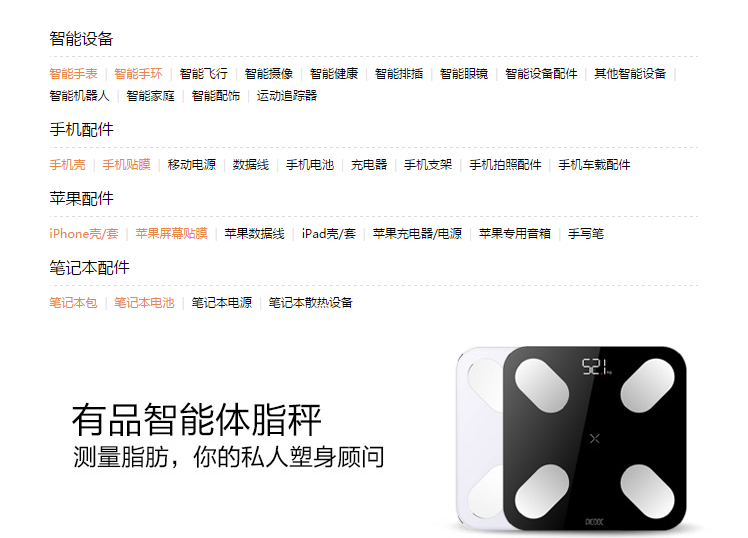 智能设备
智能手表 | 智能手环 | 智能飞行 | 智能摄像 | 智能健康 | 智能排插 | 智能眼镜 | 智能设备配件 | 其他智能设备 |
智能机器人 | 智能家庭 | 智能配饰 | 运动追踪器
手机配件
手机壳 | 手机贴膜 | 移动电源 | 数据线 | 手机电池 | 充电器 | 手机支架 | 手机拍照配件 | 手机车载配件
苹果配件
iPhone壳/套 | 苹果屏幕贴膜 | 苹果数据线 | iPad壳/套 | 苹果充电器/电源 | 苹果专用音箱 | 手写笔
笔记本配件
笔记本包 | 笔记本电池 | 笔记本电源 | 笔记本散热设备
521
有品智能体脂秤
测量脂肪，你的私人塑身顾问